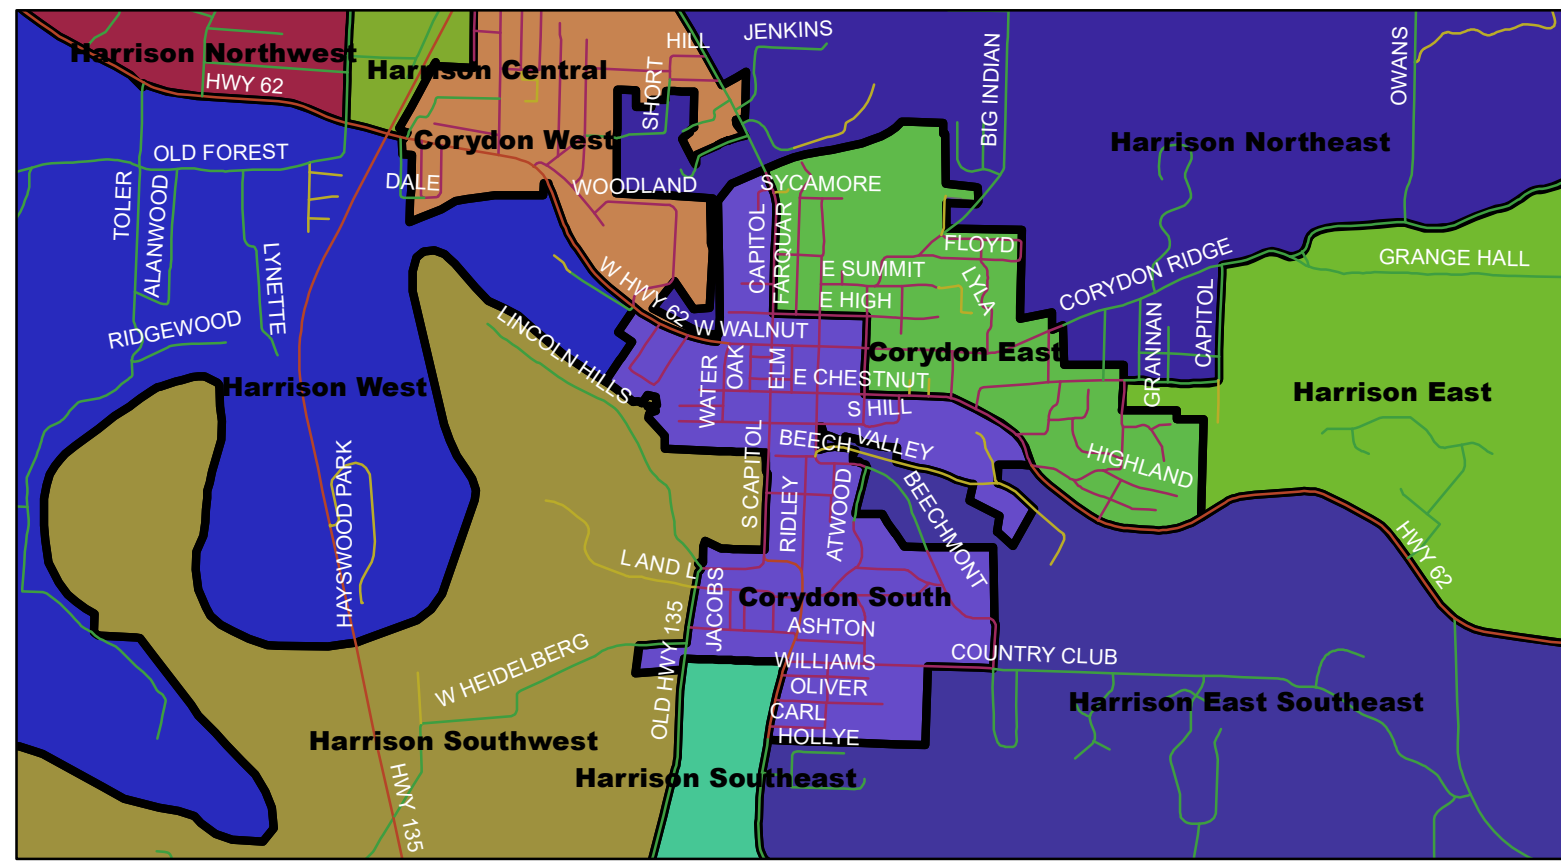 HILL
JENKINS
Harrison Northwest
Harrison Central
HWY 62
SHORT
BIG INDIAN
OWANS
Corydon West
Harrison Northeast
OLD FOREST
DALE
WOODLAND
SYCAMORE
TOLER
ALANWOOD
LYNETTE
CAPITOL
FARQUAR
FLOYD
E SUMMIT
E HIGH
LYLA
CORYDON RIDGE
GRANGE HALL
W HWY 62
RIDGEWOOD
LINCOLN HILLS
W WALNUT
Corydon East
GRANNAN
CAPITOL
Harrison West
WATER
OAK
ELM
E CHESTNUT
S HILL
Harrison East
BEECH
VALLEY
HIGHLAND
S CAPITOL
HAYSWOOD PARK
RIDLEY
ATWOOD
BEECHMONT
HWY 62
L AND L
JACOBS
Corydon South
OLD HWY 135
ASHTON
W HEIDELBERG
WILLIAMS
COUNTRY CLUB
OLIVER
Harrison East Southeast
CARL
HOLLYE
Harrison Southwest
Harrison Southeast
HWY 135